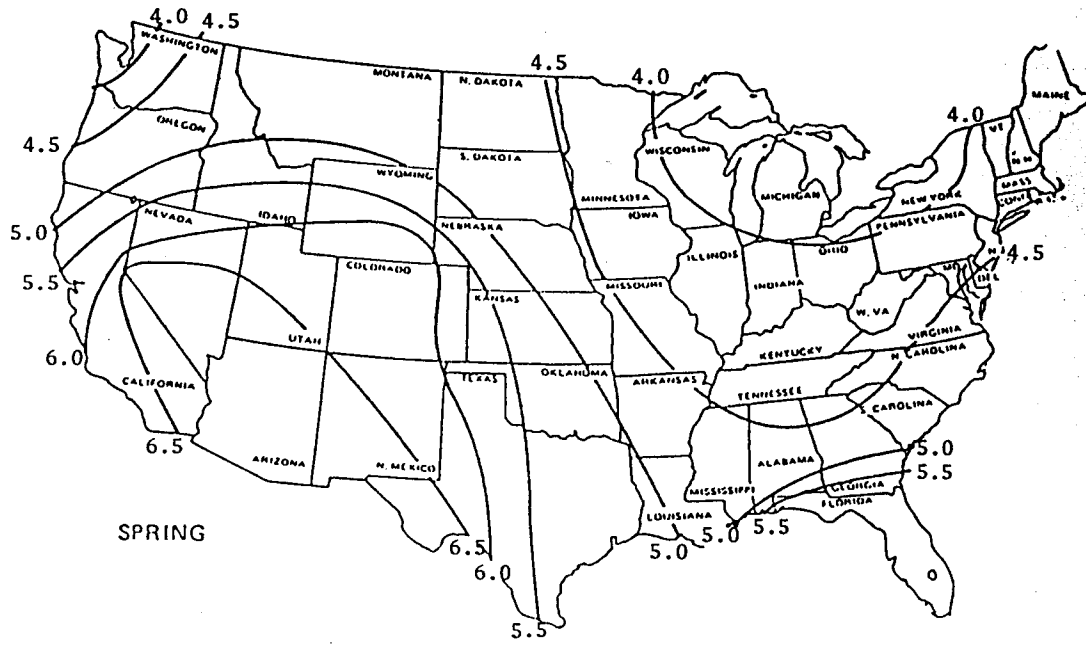 4.0 4.5
WASHINGTON
MONTANA
N. DAKOTA
4.5
4.0
MAINE
4.0
VT
N H
OREGON
4.5
S. DAKOTA
WISCONSIN
MICHIGAN
MASS
WYOMING
NEW YORK
NEVADA
IDAHO
NEBRASKA
MINNESOTA
IOWA
PENNSYLVANIA
5.0
OHIO
ILLINOIS
INDIANA
N J
4.5
COLORADO
5.5
KANSAS
MISSOURI
DEL
W. VA
UTAH
VIRGINIA
KENTUCKY
N. CAROLINA
6.0
CALIFORNIA
TEXAS
OKLAHOMA
ARKANSAS
TENNESSEE
S. CAROLINA
6.5
ARIZONA
N. MEXICO
ALABAMA
5.0
5.5
MISSISSIPPI
GEORGIA
FLORIDA
LOUISIANA
SPRING
6.5
6.0
5.0
5.0
5.5
5.5